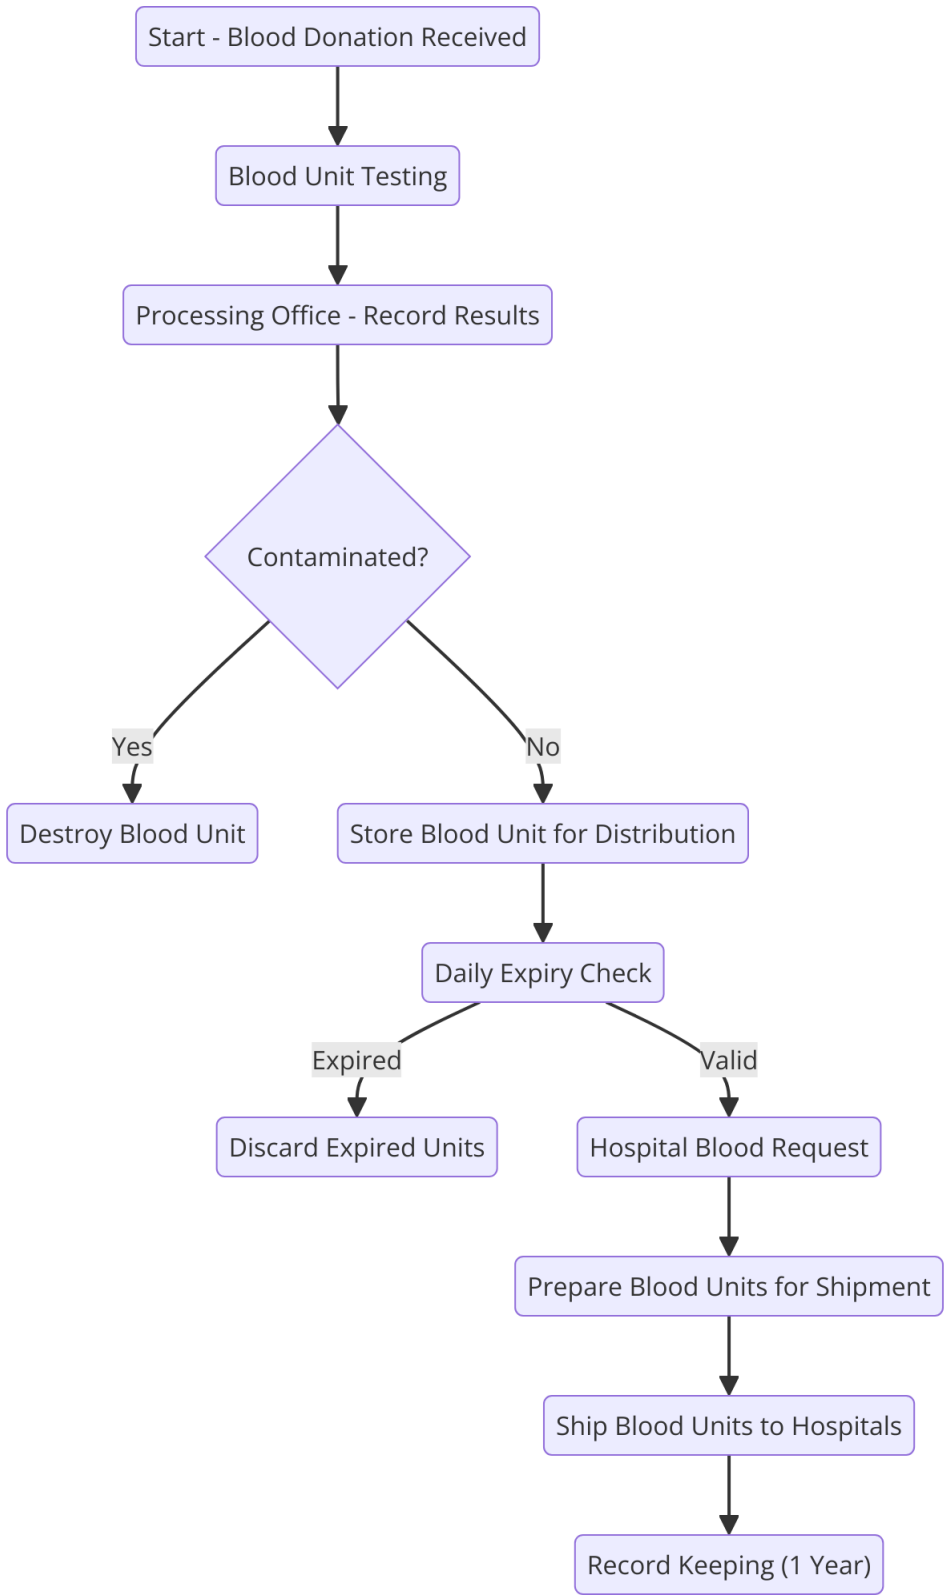 Start - Blood Donation Received
Blood Unit Testing
Processing Office - Record Results
Contaminated?
Yes
No
Destroy Blood Unit
Store Blood Unit for Distribution
Daily Expiry Check
Expired
Valid
Discard Expired Units
Hospital Blood Request
Prepare Blood Units for Shipment
Ship Blood Units to Hospitals
Record Keeping (1 Year)